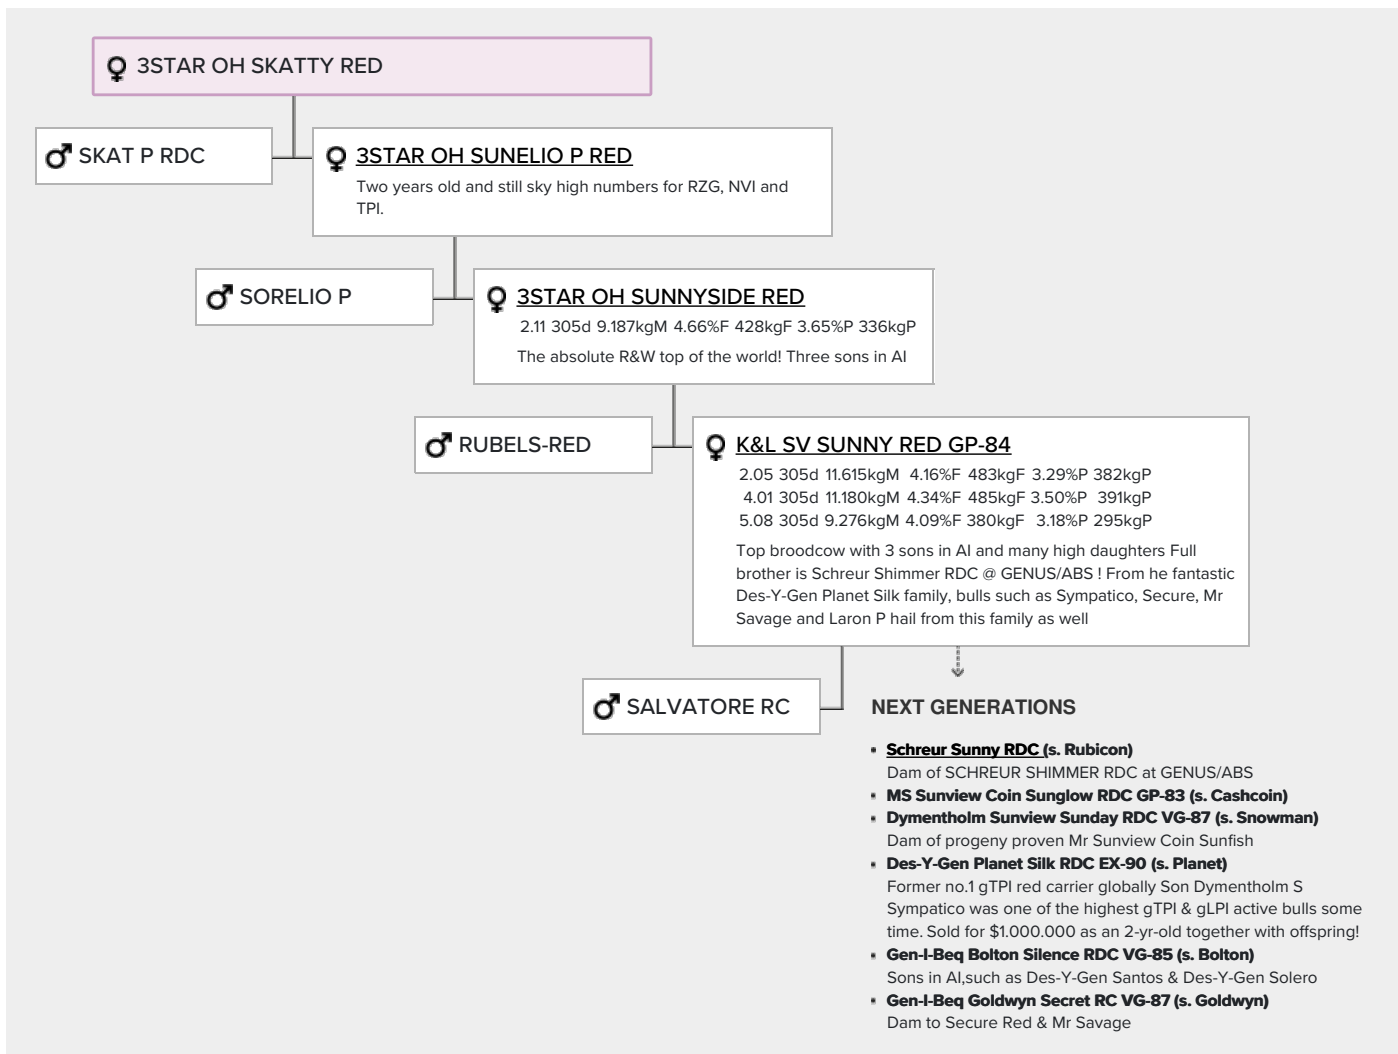 3STAR OH SKATTY RED
SKAT P RDC
3STAR OH SUNELIO P RED
Two years old and still sky high numbers for RZG, NVI and
TPI.
SORELIO P
3STAR OH SUNNYSIDE RED
2.11 305d 9.187kgM 4.66%F 428kgF 3.65%P 336kgP
The absolute R&W top of the world! Three sons in AI
RUBELS-RED
K&L SV SUNNY RED GP-84
2.05 305d 11.615kgM 4.16%F 483kgF 3.29%P 382kgP
4.01 305d 11.180kgM 4.34%F 485kgF 3.50%P 391kgP
5.08 305d 9.276kgM 4.09%F 380kgF 3.18%P 295kgP
Top broodcow with 3 sons in AI and many high daughters Full
brother is Schreur Shimmer RDC @ GENUS/ABS ! From he fantastic
Des-Y-Gen Planet Silk family, bulls such as Sympatico, Secure, Mr
Savage and Laron P hail from this family as well
SALVATORE RC
NEXT GENERATIONS
Schreur Sunny RDC (s. Rubicon)
Dam of SCHREUR SHIMMER RDC at GENUS/ABS
MS Sunview Coin Sunglow RDC GP-83 (s. Cashcoin)
Dymentholm Sunview Sunday RDC VG-87 (s. Snowman)
Dam of progeny proven Mr Sunview Coin Sunfish
Des-Y-Gen Planet Silk RDC EX-90 (s. Planet)
Former no.1 gTPI red carrier globally Son Dymentholm S
Sympatico was one of the highest gTPI & gLPI active bulls some
time. Sold for $1.000.000 as an 2-yr-old together with offspring!
Gen-I-Beq Bolton Silence RDC VG-85 (s. Bolton)
Sons in AI,such as Des-Y-Gen Santos & Des-Y-Gen Solero
Gen-I-Beq Goldwyn Secret RC VG-87 (s. Goldwyn)
Dam to Secure Red & Mr Savage